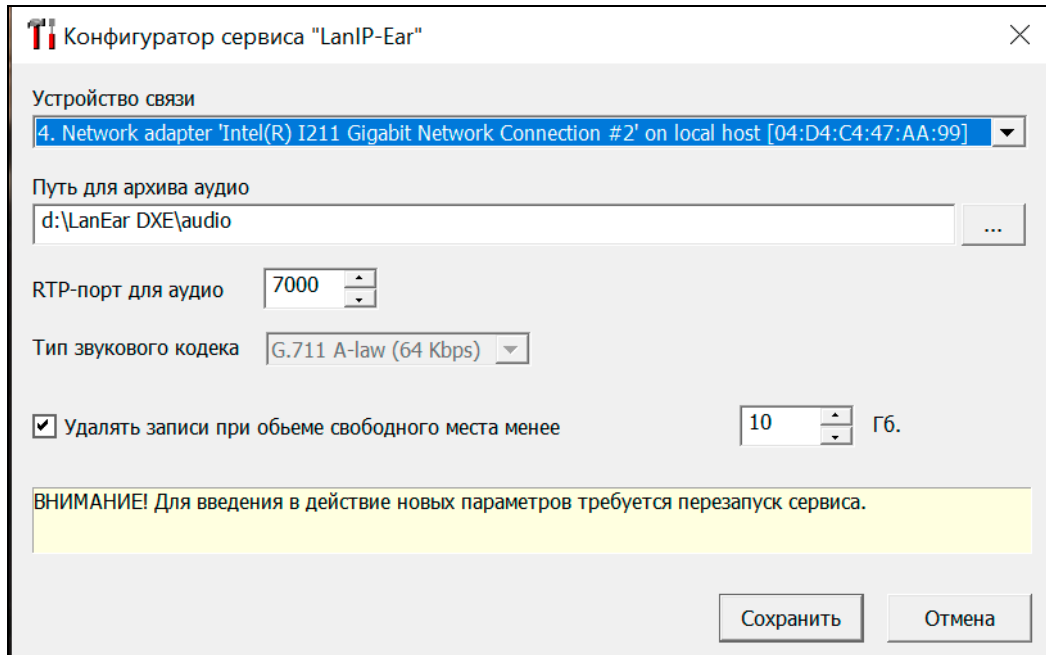 Конфигуратор сервиса "LanIP-Ear"
Устройство связи
4. Network adapter 'Intel(R) I211 Gigabit Network Connection #2' on local host [04:D4:C4:47:AA:99]
Путь для архива аудио
d:\LanEar DXE\audio
...
RTP-порт для аудио 7000
Тип звукового кодека G.711 A-law (64 Kbps)
Удалять записи при обьеме свободного места менее 10 Гб.
ВНИМАНИЕ! Для введения в действие новых параметров требуется перезапуск сервиса.
Сохранить Отмена